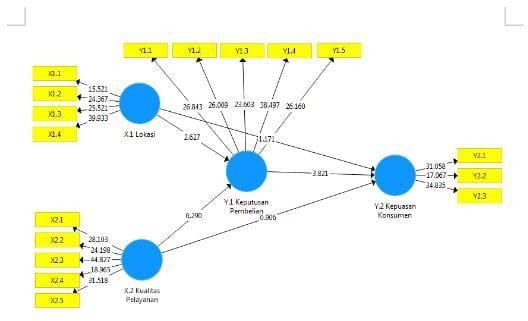 Y1.1
Y1.2
Y1.3
Y1.4
Y1.5
X1.1
X1.2
X1.3
X1.4
15.521
24.367
25.521
39.933
X.1 Lokasi
26.843
26.009
23.663
38.497
26.160
2.627
1.171
Y.1 Keputusan
Pembelian
3.821
31.058
17.067
34.835
Y2.1
Y2.2
Y2.3
Y.2 Kepuasan
Konsumen
6.290
0.906
X2.1
X2.2
X2.3
X2.4
X2.5
28.103
24.198
44.827
18.965
31.518
X.2 Kualitas
Pelayanan